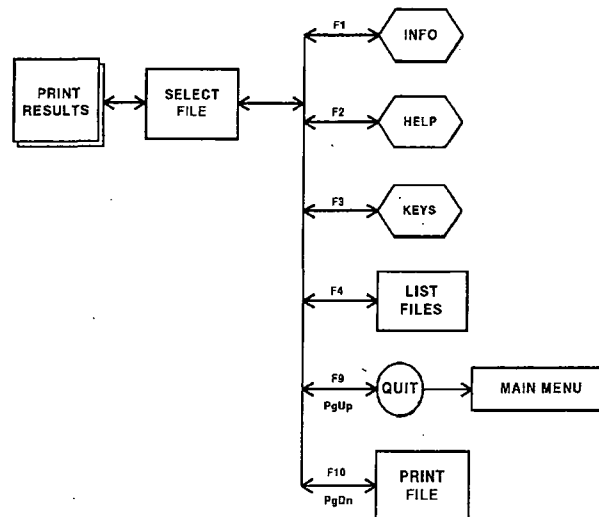 F1
INFO
PRINT
RESULTS
SELECT
FILE
F2
HELP
F3
KEYS
F4
LIST
FILES
F9
PgUp
QUIT
MAIN MENU
F10
PgDn
PRINT
FILE